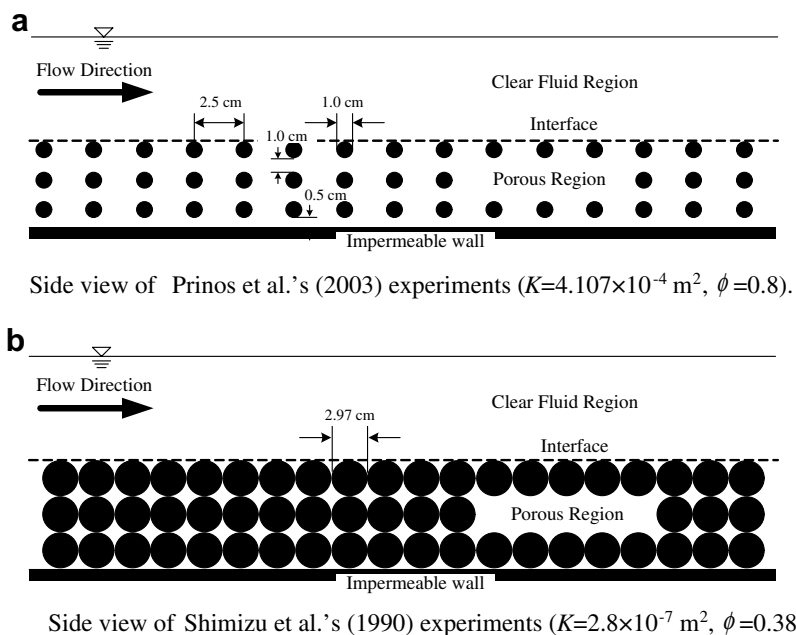 a
Flow Direction
Clear Fluid Region
2.5 cm
1.0 cm
1.0 cm
Interface
Porous Region
0.5 cm
Impermeable wall
Side view of Prinos et al.'s (2003) experiments (K=4.107×10⁻⁴ m², ϕ=0.8).
b
Flow Direction
Clear Fluid Region
2.97 cm
Interface
Porous Region
Impermeable wall
Side view of Shimizu et al.'s (1990) experiments (K=2.8×10⁻⁷ m², ϕ=0.38